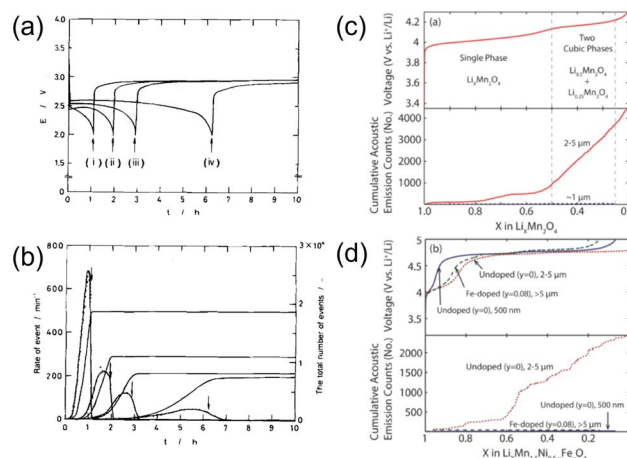 (a)
E / V
4.0
3.5
3.0
2.5
2.0
0
(i)
(ii)
(iii)
(iv)
0 2 4 6 8 10
t / h
(b)
Rate of event / min⁻¹
800
600
400
200
0
The total number of events / -
3
2
1
0
0 2 4 6 8 10
t / h
(c)
(a)
Voltage (V vs. Li⁺/Li)
4.2
4.0
3.8
3.6
3.4
Single Phase
LiₓMn₂O₄
Two
Cubic Phases
+
Cumulative Acoustic
Emission Counts (No.)
4000
3000
2000
1000
2-5 µm
~1 µm
1.0 0.8 0.6 0.4 0.2
X in LiₓMn₂O₄
(d)
(b)
Voltage (V vs. Li⁺/Li)
5
4.5
4
Undoped (y=0), 2-5 µm
Fe-doped (y=0.08), >5 µm
Undoped (y=0), 500 nm
Cumulative Acoustic
Emission Counts (No.)
2000
1500
1000
500
Undoped (y=0), 2-5 µm
Undoped (y=0), 500 nm
Fe-doped (y=0.08), >5 µm
1 0.8 0.6 0.4 0.2